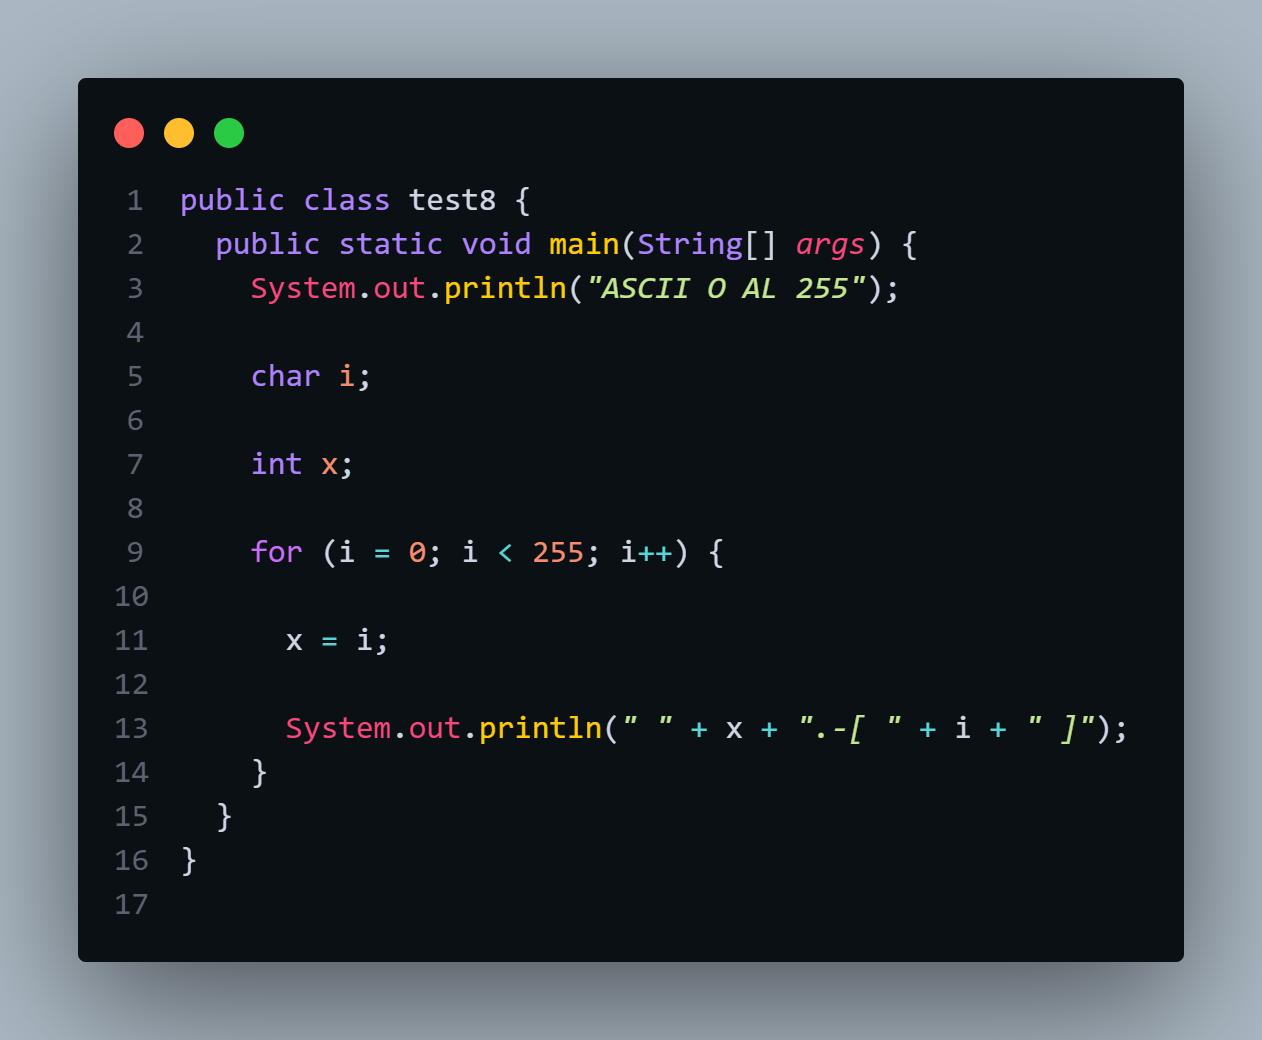 1 public class test8 {
2   public static void main(String[] args) {
3     System.out.println("ASCII O AL 255");
4
5     char i;
6
7     int x;
8
9     for (i = 0; i < 255; i++) {
10
11       x = i;
12
13       System.out.println(" " + x + ".-[ " + i + " ]");
14     }
15   }
16 }
17